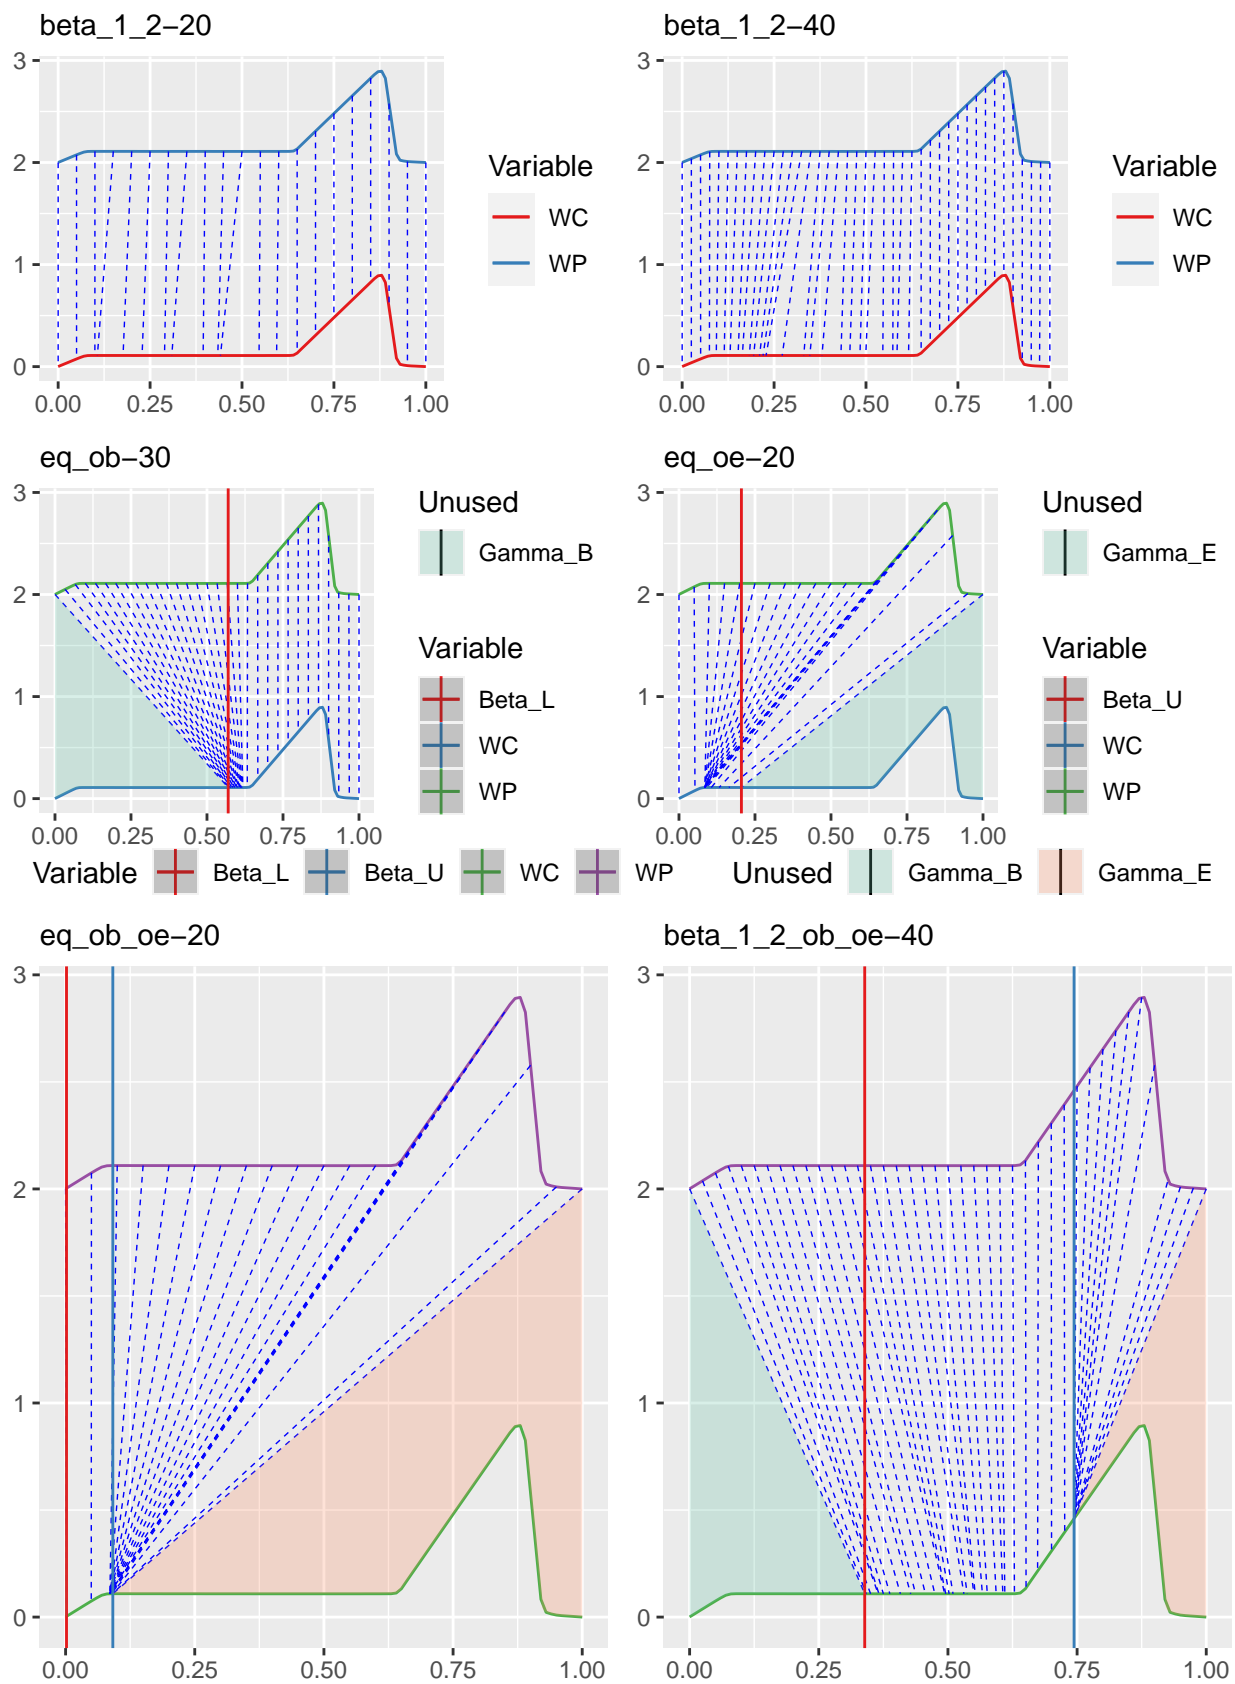 beta_1_2−20
3
2
1
0
0.00 0.25 0.50 0.75 1.00
Variable
WC
WP
beta_1_2−40
3
2
1
0
0.00 0.25 0.50 0.75 1.00
Variable
WC
WP
eq_ob−30
3
2
1
0
0.00 0.25 0.50 0.75 1.00
Unused
Gamma_B
Variable
Beta_L
WC
WP
eq_oe−20
3
2
1
0
0.00 0.25 0.50 0.75 1.00
Unused
Gamma_E
Variable
Beta_U
WC
WP
Variable Beta_L Beta_U WC WP Unused Gamma_B Gamma_E
eq_ob_oe−20
3
2
1
0
0.00 0.25 0.50 0.75 1.00
beta_1_2_ob_oe−40
3
2
1
0
0.00 0.25 0.50 0.75 1.00